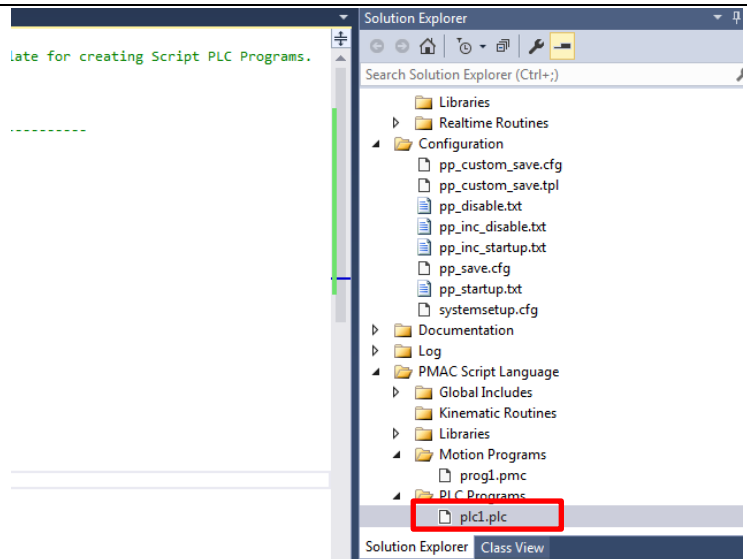 Solution Explorer
late for creating Script PLC Programs.
Search Solution Explorer (Ctrl+;)
----------
Libraries
Realtime Routines
Configuration
pp_custom_save.cfg
pp_custom_save.tpl
pp_disable.txt
pp_inc_disable.txt
pp_inc_startup.txt
pp_save.cfg
pp_startup.txt
systemsetup.cfg
Documentation
Log
PMAC Script Language
Global Includes
Kinematic Routines
Libraries
Motion Programs
prog1.pmc
PLC Programs
plc1.plc
Solution Explorer Class View